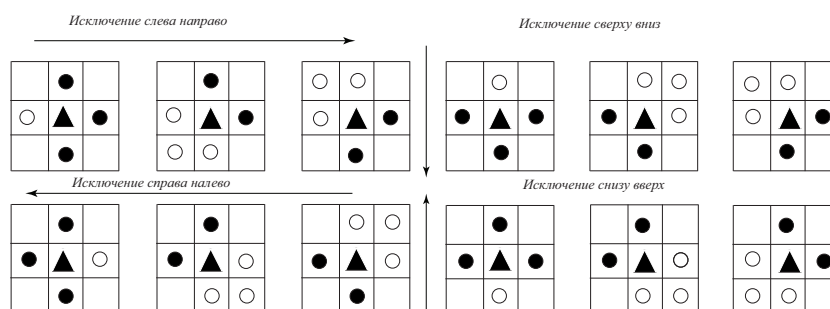 Исключение слева направо
Исключение сверху вниз
Исключение справа налево
Исключение снизу вверх